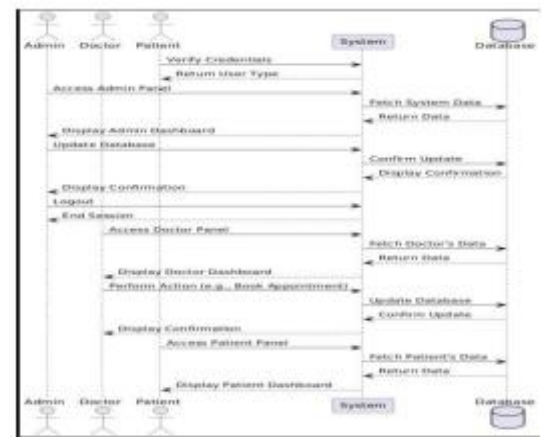 Admin Doctor Patient System Database
Verify Credentials
Return User Type
Access Admin Panel
Fetch System Data
Return Data
Display Admin Dashboard
Update Database
Confirm Update
Display Confirmation
Display Confirmation
Logout
End Session
Access Doctor Panel
Fetch Doctor's Data
Return Data
Display Doctor Dashboard
Perform Action (e.g., Book Appointment)
Update Database
Confirm Update
Display Confirmation
Access Patient Panel
Fetch Patient's Data
Return Data
Display Patient Dashboard
Admin Doctor Patient System Database